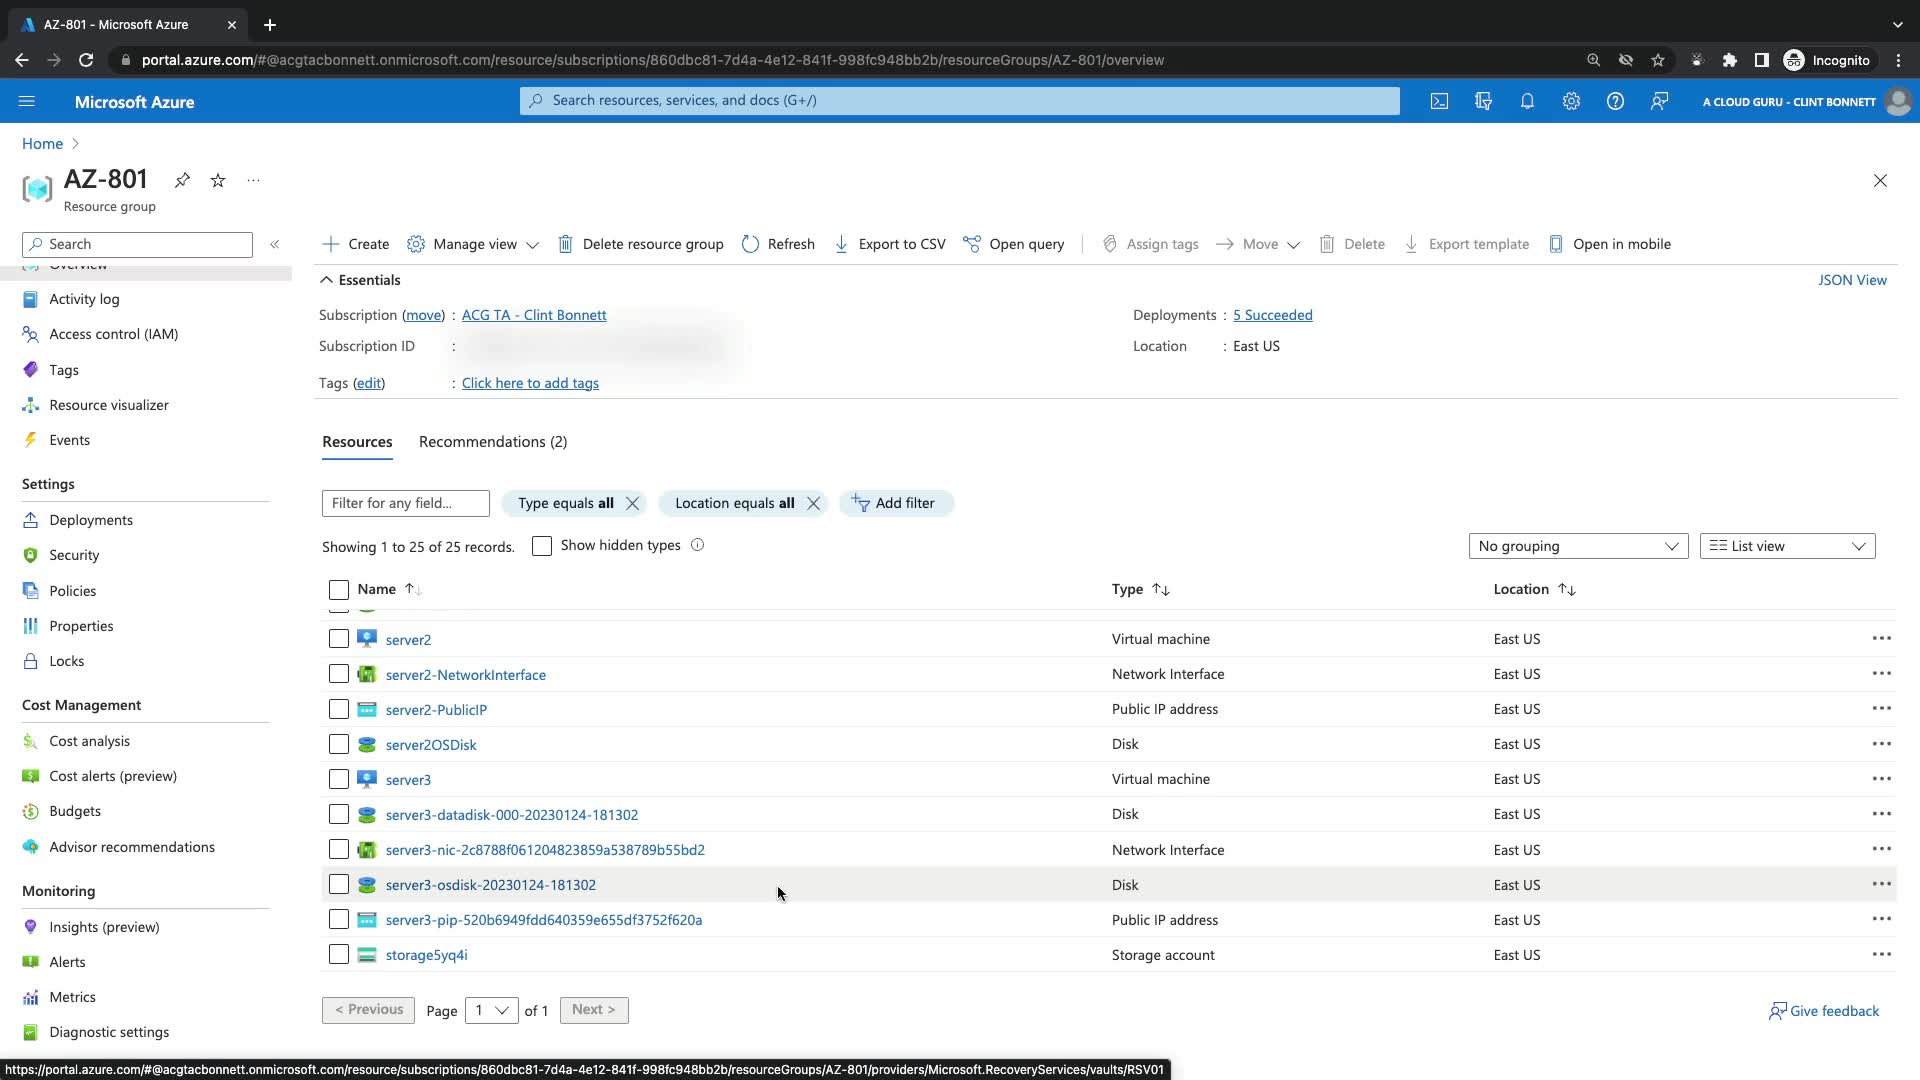 AZ-801 - Microsoft Azure
portal.azure.com/#@acgtacbonnett.onmicrosoft.com/resource/subscriptions/860dbc81-7d4a-4e12-841f-998fc948bb2b/resourceGroups/AZ-801/overview
Incognito
Microsoft Azure
Search resources, services, and docs (G+/)
A CLOUD GURU - CLINT BONNETT
Home
AZ-801
Resource group
Search
Create
Manage view
Delete resource group
Refresh
Export to CSV
Open query
Assign tags
Move
Delete
Export template
Open in mobile
Overview
Activity log
Access control (IAM)
Tags
Resource visualizer
Events
Settings
Deployments
Security
Policies
Properties
Locks
Cost Management
Cost analysis
Cost alerts (preview)
Budgets
Advisor recommendations
Monitoring
Insights (preview)
Alerts
Metrics
Diagnostic settings
Essentials
JSON View
Subscription (move) : ACG TA - Clint Bonnett
Deployments : 5 Succeeded
Subscription ID :
Location : East US
Tags (edit) : Click here to add tags
Resources
Recommendations (2)
Filter for any field...
Type equals all
Location equals all
Add filter
Showing 1 to 25 of 25 records.
Show hidden types
No grouping
List view
Name Type Location
server2 Virtual machine East US
server2-NetworkInterface Network Interface East US
server2-PublicIP Public IP address East US
server2OSDisk Disk East US
server3 Virtual machine East US
server3-datadisk-000-20230124-181302 Disk East US
server3-nic-2c8788f061204823859a538789b55bd2 Network Interface East US
server3-osdisk-20230124-181302 Disk East US
server3-pip-520b6949fdd640359e655df3752f620a Public IP address East US
storage5yq4i Storage account East US
< Previous Page 1 of 1 Next >
Give feedback
https://portal.azure.com/#@acgtacbonnett.onmicrosoft.com/resource/subscriptions/860dbc81-7d4a-4e12-841f-998fc948bb2b/resourceGroups/AZ-801/providers/Microsoft.RecoveryServices/vaults/RSV01